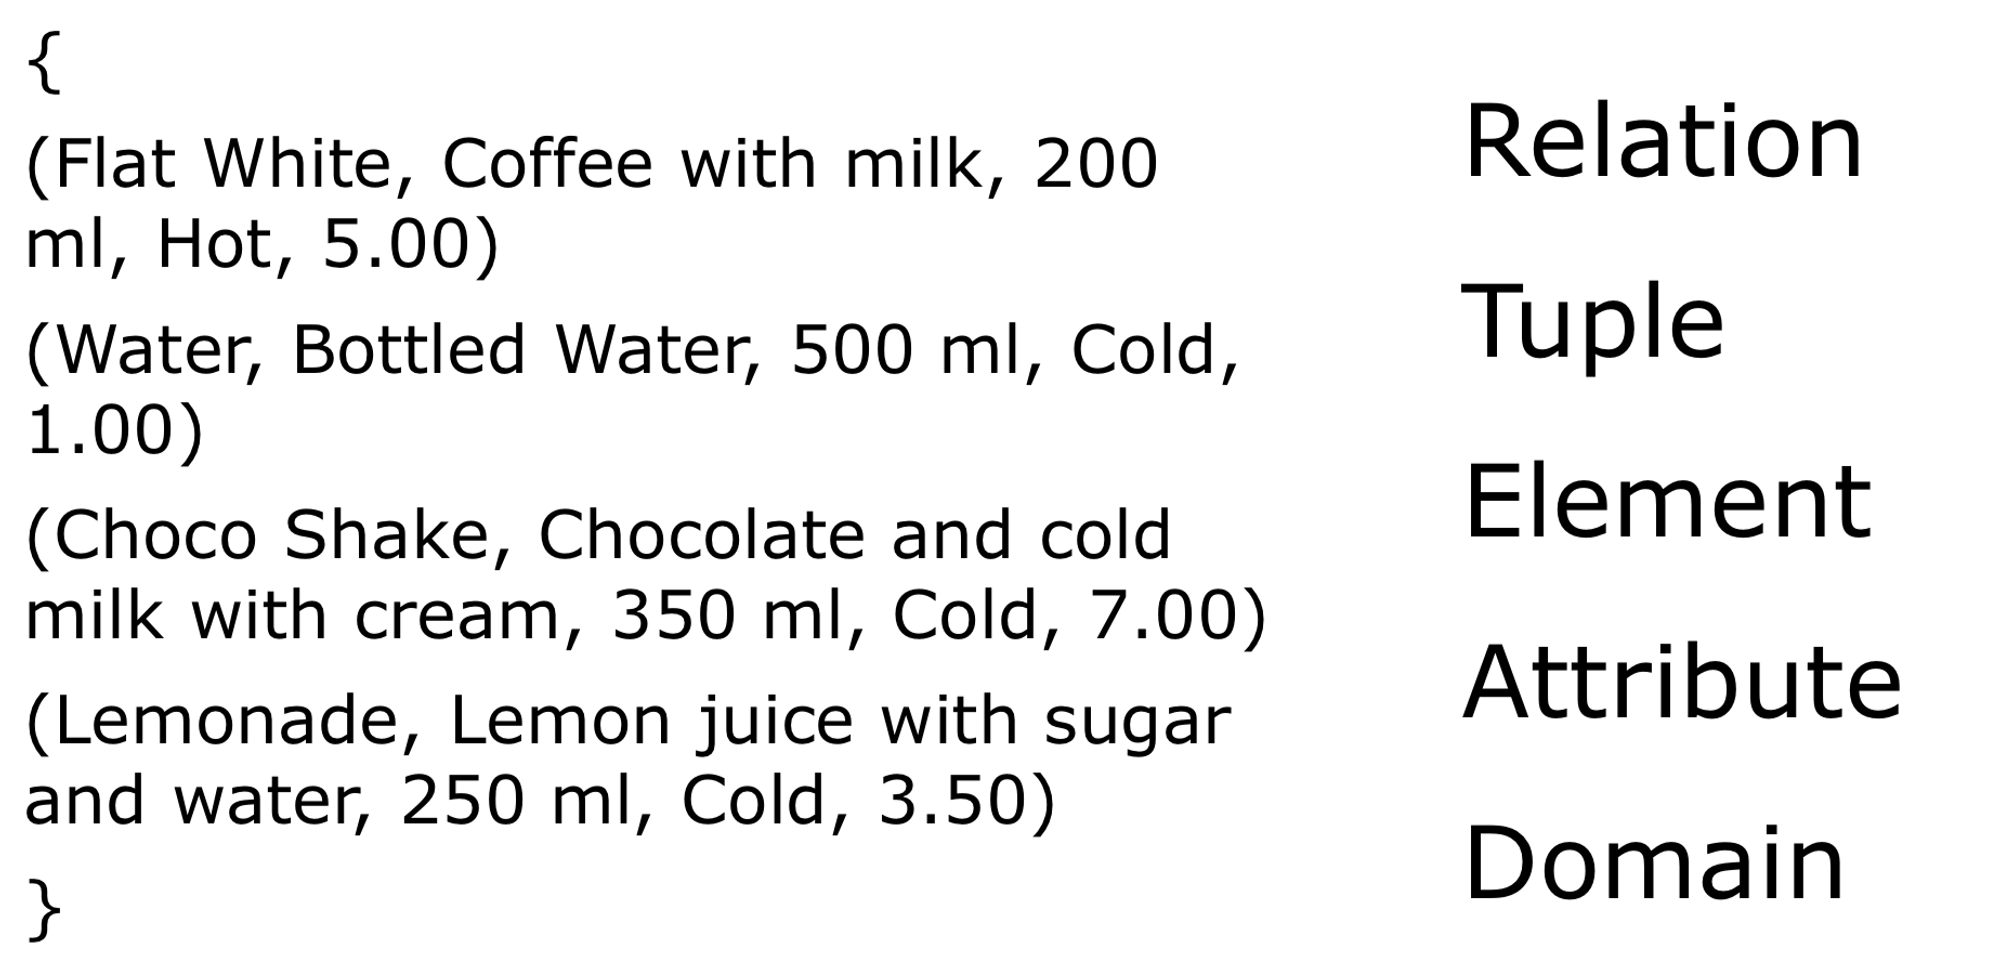 {
(Flat White, Coffee with milk, 200
ml, Hot, 5.00)
(Water, Bottled Water, 500 ml, Cold,
1.00)
(Choco Shake, Chocolate and cold
milk with cream, 350 ml, Cold, 7.00)
(Lemonade, Lemon juice with sugar
and water, 250 ml, Cold, 3.50)
}
Relation
Tuple
Element
Attribute
Domain